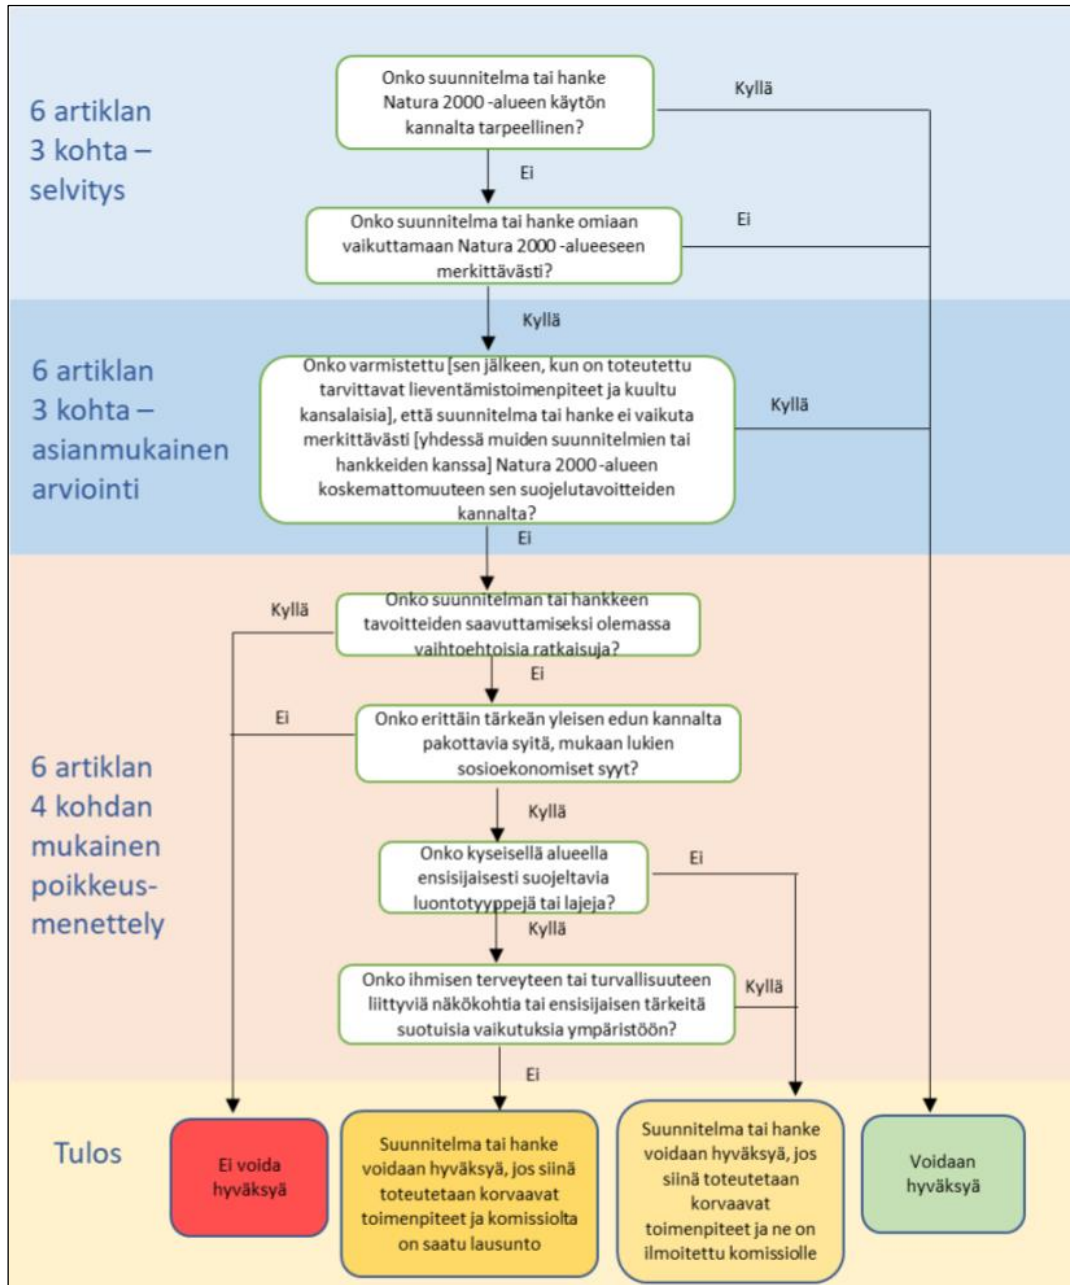 6 artiklan
3 kohta –
selvitys
Onko suunnitelma tai hanke
Natura 2000 -alueen käytön
kannalta tarpeellinen?
Kyllä
Ei
Onko suunnitelma tai hanke omiaan
vaikuttamaan Natura 2000 -alueeseen
merkittävästi?
Ei
Kyllä
6 artiklan
3 kohta –
asianmukainen
arviointi
Onko varmistettu [sen jälkeen, kun on toteutettu
tarvittavat lieventämistoimenpiteet ja kuultu
kansalaisia], että suunnitelma tai hanke ei vaikuta
merkittävästi [yhdessä muiden suunnitelmien tai
hankkeiden kanssa] Natura 2000 -alueen
koskemattomuuteen sen suojelutavoitteiden
kannalta?
Kyllä
Ei
6 artiklan
4 kohdan
mukainen
poikkeus-
menettely
Onko suunnitelman tai hankkeen
tavoitteiden saavuttamiseksi olemassa
vaihtoehtoisia ratkaisuja?
Kyllä
Ei
Onko erittäin tärkeän yleisen edun kannalta
pakottavia syitä, mukaan lukien
sosioekonomiset syyt?
Ei
Kyllä
Onko kyseisellä alueella
ensisijaisesti suojeltavia
luontotyyppejä tai lajeja?
Ei
Kyllä
Onko ihmisen terveyteen tai turvallisuuteen
liittyviä näkökohtia tai ensisijaisen tärkeitä
suotuisia vaikutuksia ympäristöön?
Kyllä
Ei
Tulos
Ei voida
hyväksyä
Suunnitelma tai hanke
voidaan hyväksyä, jos siinä
toteutetaan korvaavat
toimenpiteet ja komissiolta
on saatu lausunto
Suunnitelma tai hanke
voidaan hyväksyä, jos
siinä toteutetaan
korvaavat
toimenpiteet ja ne on
ilmoitettu komissiolle
Voidaan
hyväksyä